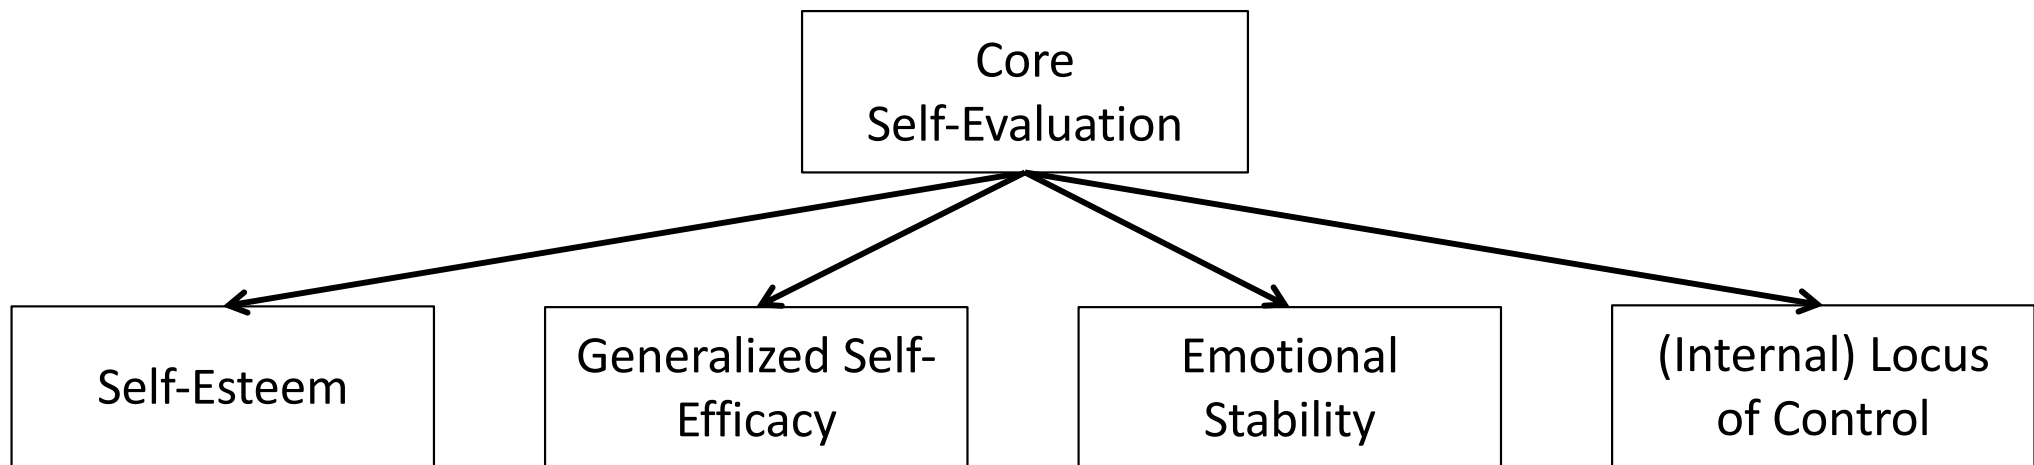 Core
Self-Evaluation
Self-Esteem
Generalized Self-
Efficacy
Emotional
Stability
(Internal) Locus
of Control